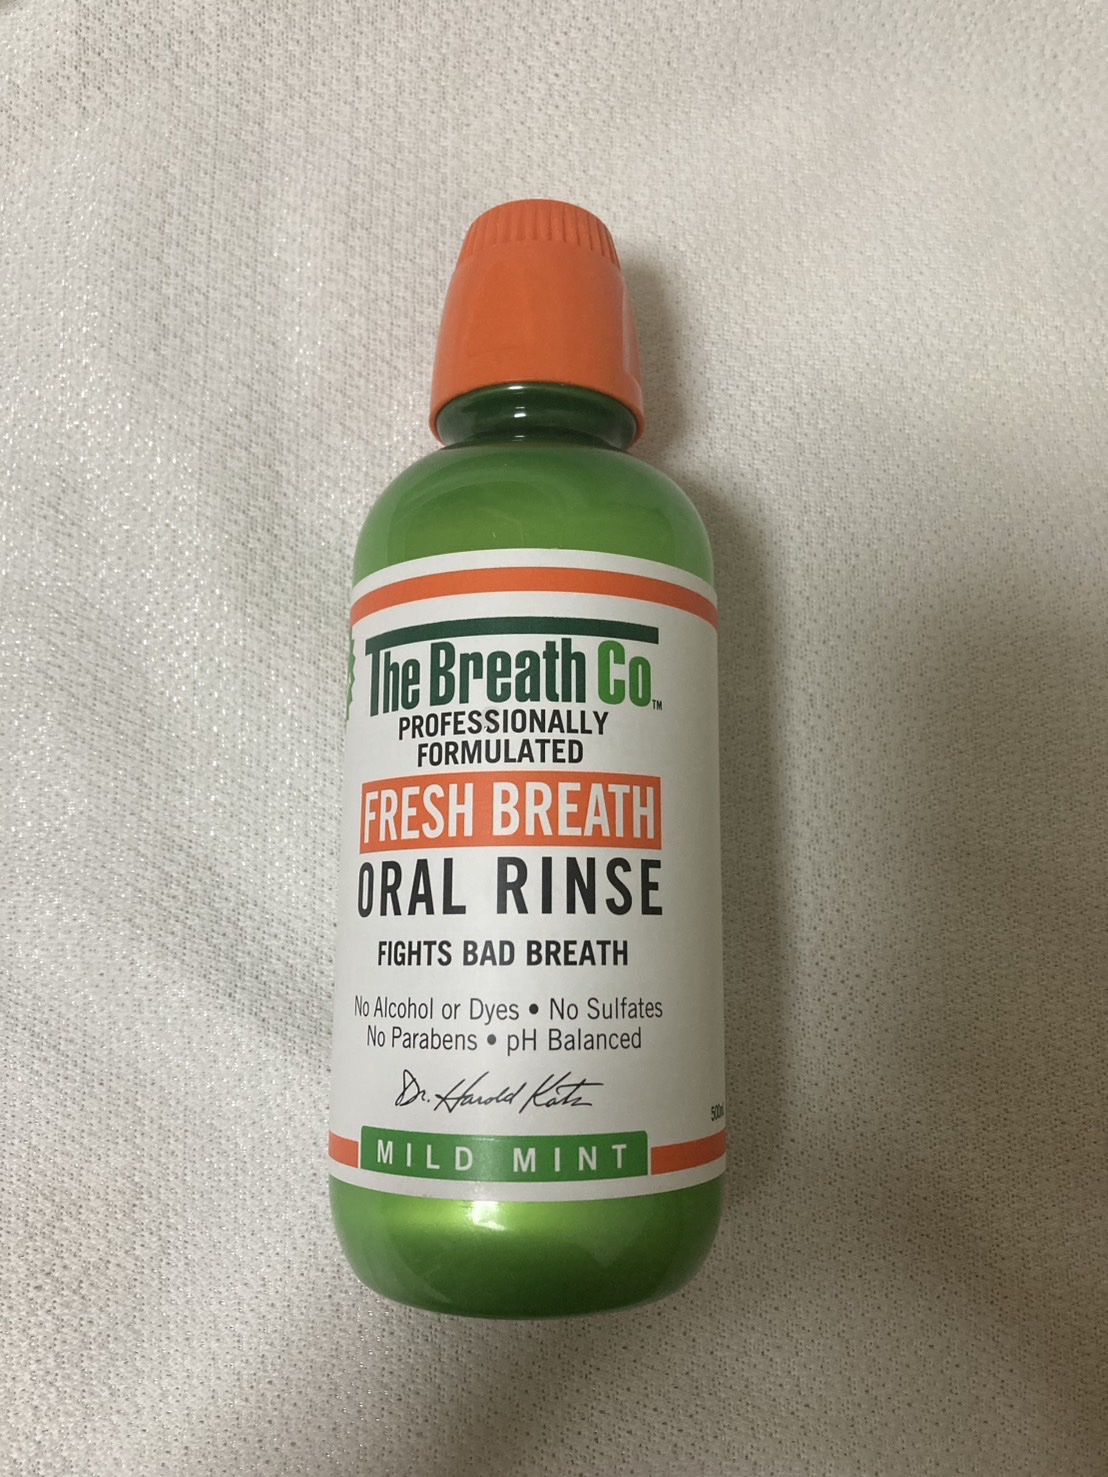 The Breath Co™
PROFESSIONALLY
FORMULATED
FRESH BREATH
ORAL RINSE
FIGHTS BAD BREATH
No Alcohol or Dyes • No Sulfates
No Parabens • pH Balanced
Dr. Harold Katz
MILD MINT